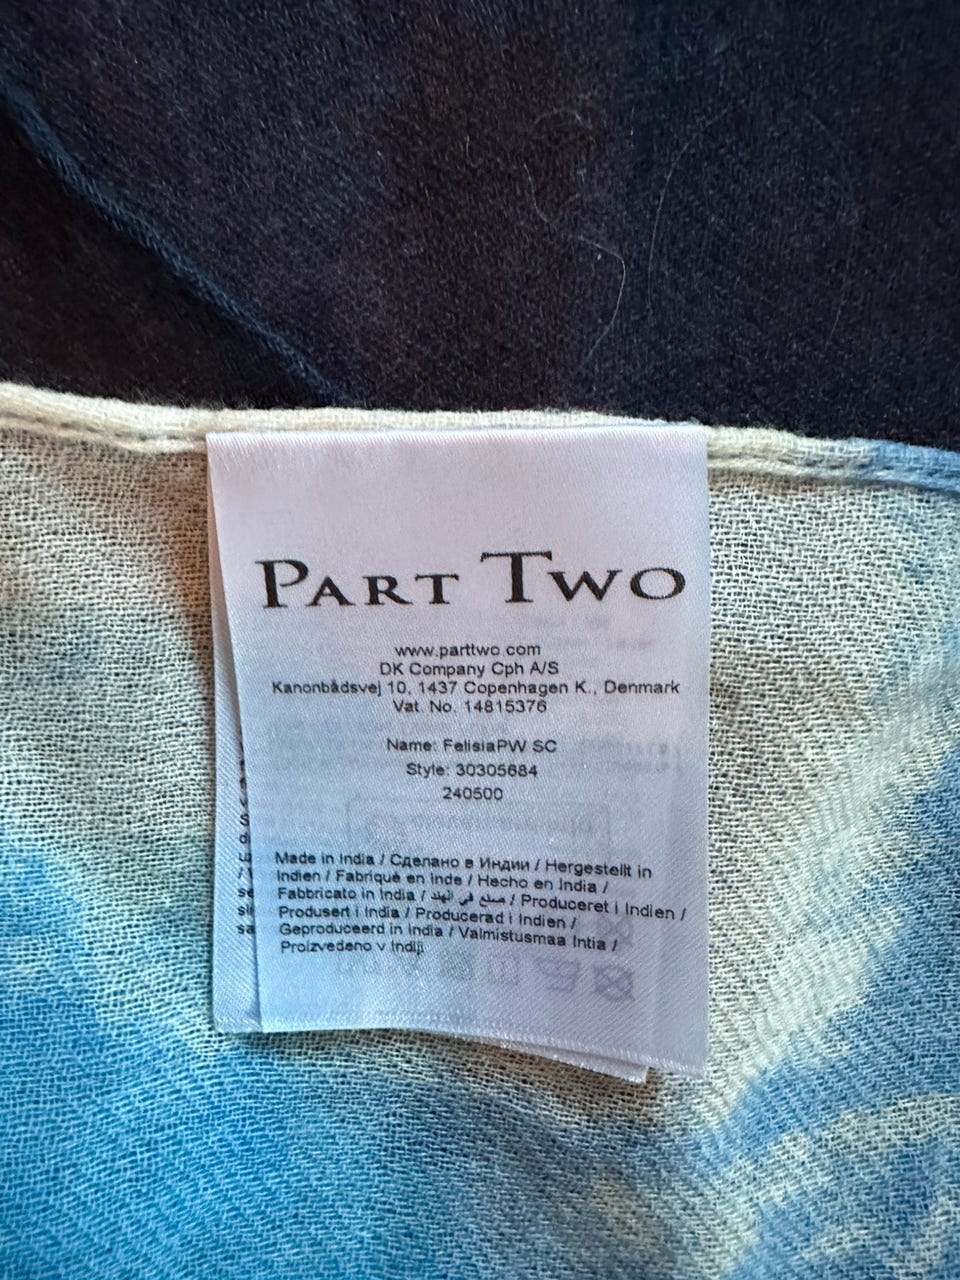 PART TWO
www.parttwo.com
DK Company Cph A/S
Kanonbådsvej 10, 1437 Copenhagen K., Denmark
Vat. No. 14815376
Name: FelisiaPW SC
Style: 30305684
240500
Made in India / Сделано в Индии / Hergestellt in
Indien / Fabriqué en Inde / Hecho en India /
Fabbricato in India / صنع في الهند / Produceret i Indien /
Produsert i India / Producerad i Indien /
Geproduceerd in India / Valmistusmaa Intia /
Proizvedeno v Indiji